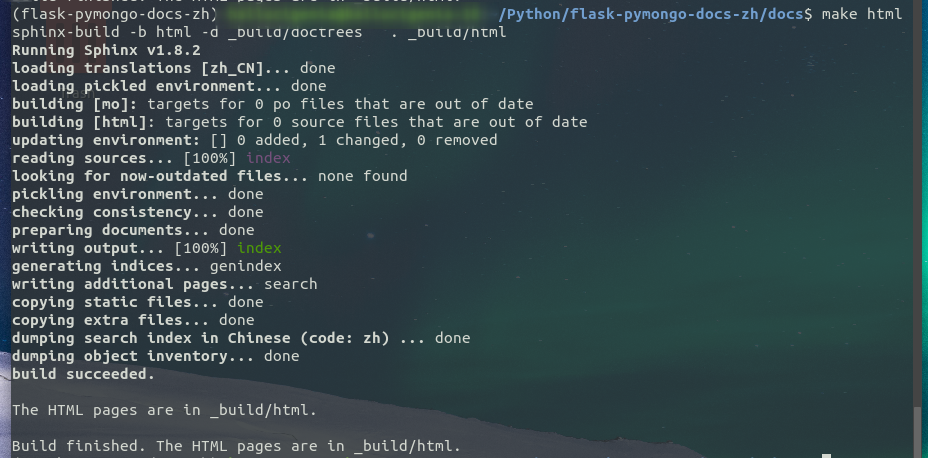 (flask-pymongo-docs-zh) /Python/flask-pymongo-docs-zh/docs$ make html
sphinx-build -b html -d _build/doctrees . _build/html
Running Sphinx v1.8.2
loading translations [zh_CN]... done
loading pickled environment... done
building [mo]: targets for 0 po files that are out of date
building [html]: targets for 0 source files that are out of date
updating environment: [] 0 added, 1 changed, 0 removed
reading sources... [100%] index
looking for now-outdated files... none found
pickling environment... done
checking consistency... done
preparing documents... done
writing output... [100%] index
generating indices... genindex
writing additional pages... search
copying static files... done
copying extra files... done
dumping search index in Chinese (code: zh) ... done
dumping object inventory... done
build succeeded.
The HTML pages are in _build/html.
Build finished. The HTML pages are in _build/html.